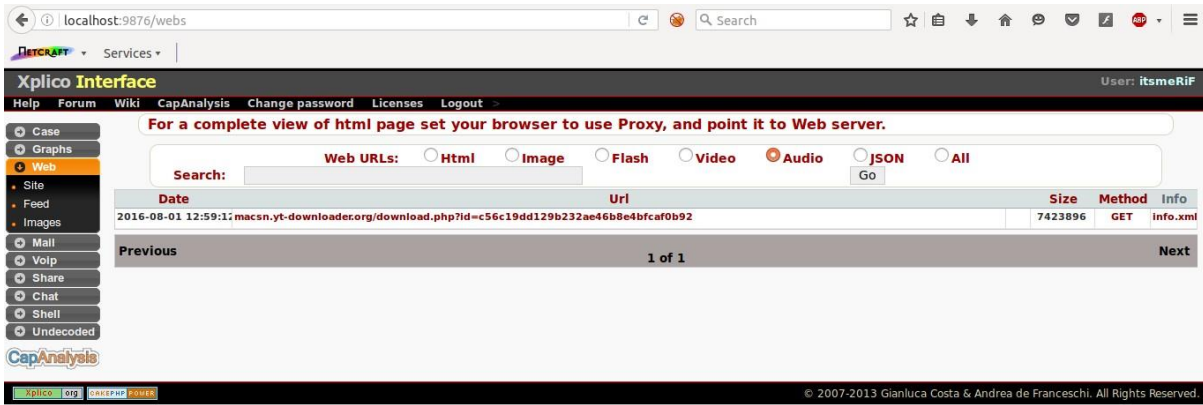 localhost:9876/webs
Search
ABP
NETCRAFT Services
Xplico Interface
User: itsmeRiF
Help Forum Wiki CapAnalysis Change password Licenses Logout >
For a complete view of html page set your browser to use Proxy, and point it to Web server.
Case
Graphs
Web
Site
Feed
Images
Mail
Voip
Share
Chat
Shell
Undecoded
CapAnalysis
Web URLs: Html Image Flash Video Audio JSON All
Search: Go
Date Url Size Method Info
2016-08-01 12:59:12 macsn.yt-downloader.org/download.php?id=c56c19dd129b232ae46b8e4bfcaf0b92 7423896 GET info.xml
Previous 1 of 1 Next
Xplico .org CAKEPHP POWER
© 2007-2013 Gianluca Costa & Andrea de Franceschi. All Rights Reserved.